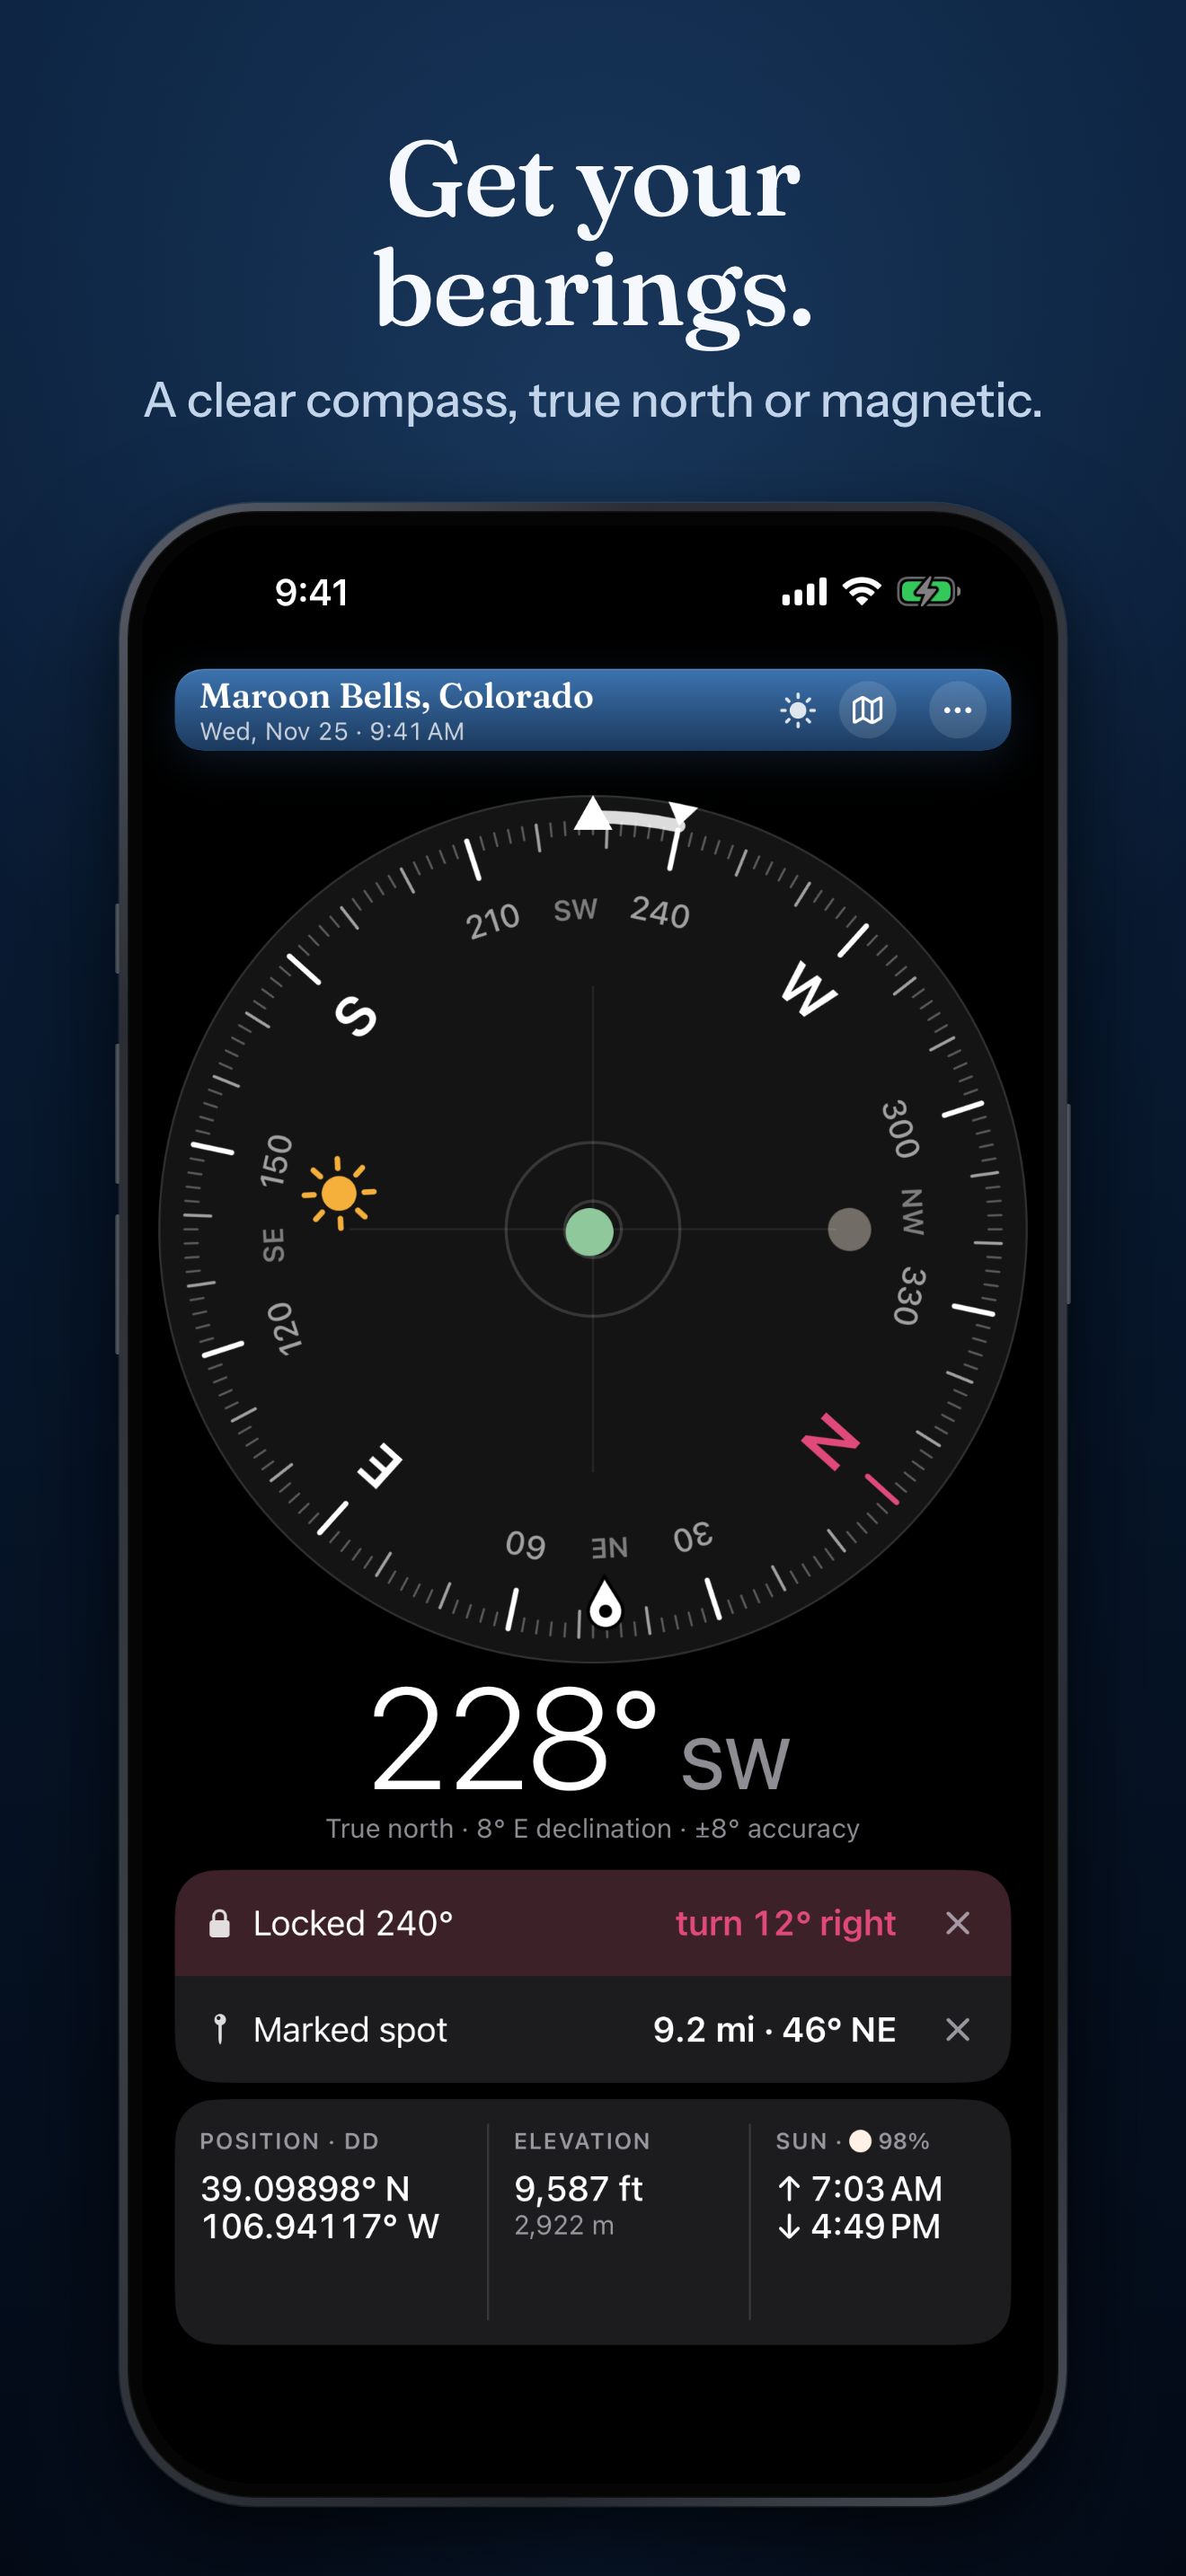 Get your
bearings.
A clear compass, true north or magnetic.
9:41
Maroon Bells, Colorado
Wed, Nov 25 · 9:41 AM
210 SW 240
S W
150 300
SE NW
120 330
E N
60 NE 30
228° SW
True north · 8° E declination · ±8° accuracy
Locked 240° turn 12° right
Marked spot 9.2 mi · 46° NE
POSITION · DD
39.09898° N
106.94117° W
ELEVATION
9,587 ft
2,922 m
SUN · 98%
↑ 7:03 AM
↓ 4:49 PM